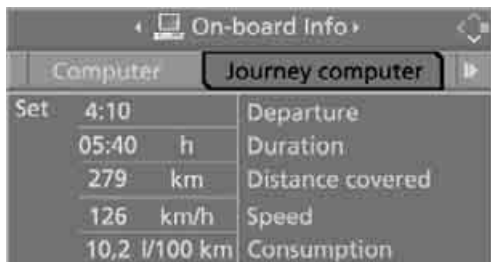 On-board Info
Computer Journey computer
Set 4:10 Departure
05:40 h Duration
279 km Distance covered
126 km/h Speed
10,2 l/100 km Consumption